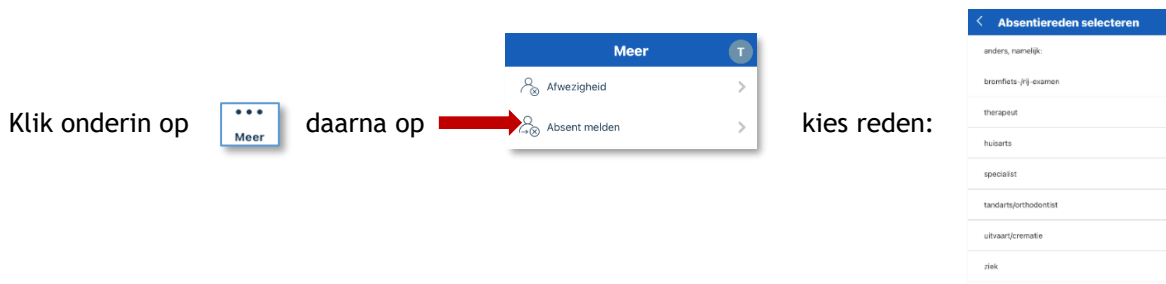 Klik onderin op
•••
Meer
daarna op
Meer
T
Afwezigheid
Absent melden
kies reden:
Absentiereden selecteren
anders, namelijk:
bromfiets-/rij-examen
therapeut
huisarts
specialist
tandarts/orthodontist
uitvaart/crematie
ziek